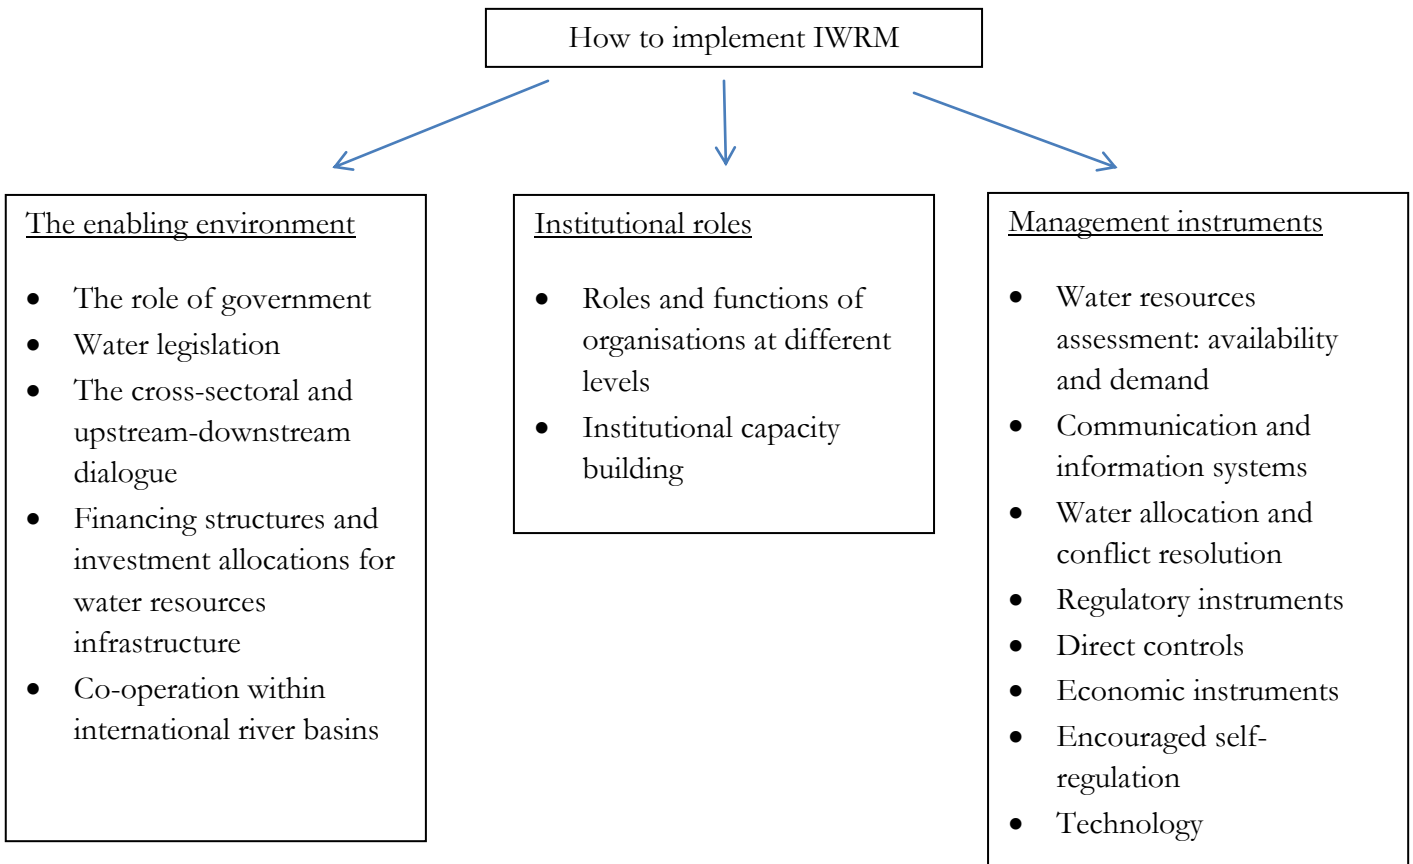 How to implement IWRM
The enabling environment
• The role of government
• Water legislation
• The cross-sectoral and
upstream-downstream
dialogue
• Financing structures and
investment allocations for
water resources
infrastructure
• Co-operation within
international river basins
Institutional roles
• Roles and functions of
organisations at different
levels
• Institutional capacity
building
Management instruments
• Water resources
assessment: availability
and demand
• Communication and
information systems
• Water allocation and
conflict resolution
• Regulatory instruments
• Direct controls
• Economic instruments
• Encouraged self-
regulation
• Technology